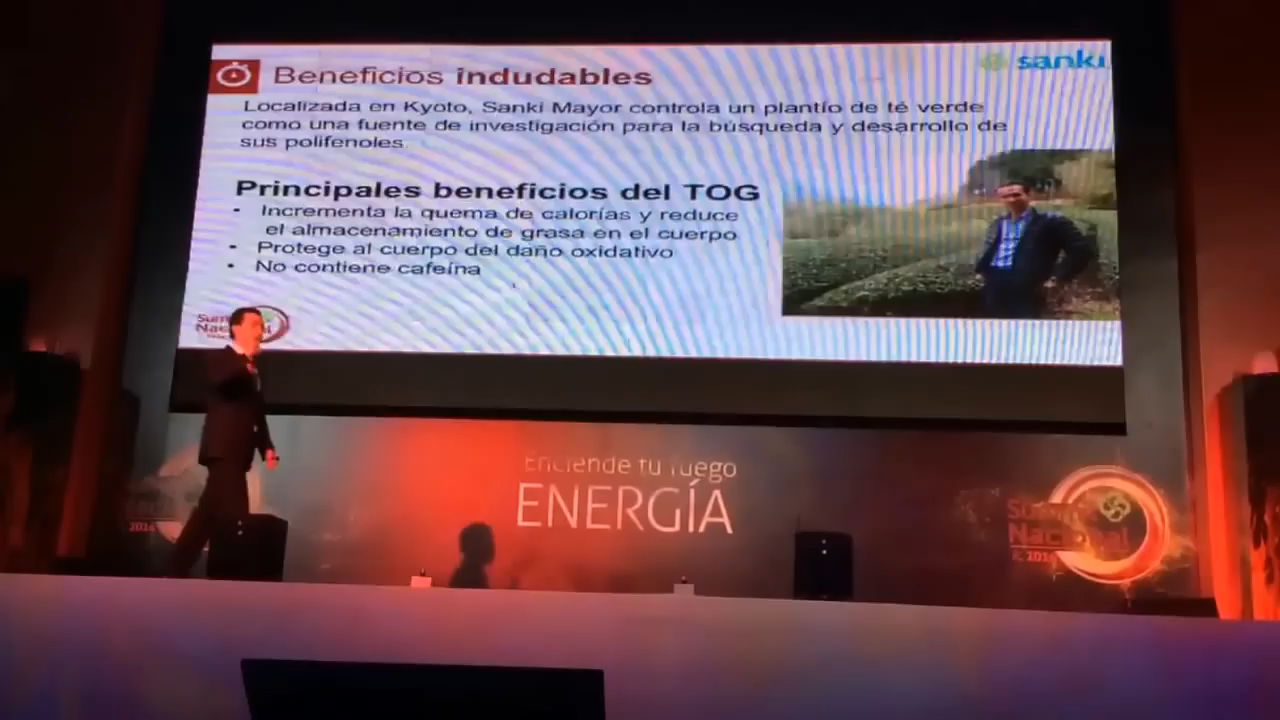 Beneficios indudables
sanki
Localizada en Kyoto, Sanki Mayor controla un plantío de té verde
como una fuente de investigación para la búsqueda y desarrollo de
sus polifenoles
Principales beneficios del TOG
• Incrementa la quema de calorías y reduce
el almacenamiento de grasa en el cuerpo
• Protege al cuerpo del daño oxidativo
• No contiene cafeína
Enciende tu fuego
ENERGÍA
Nacional
2014